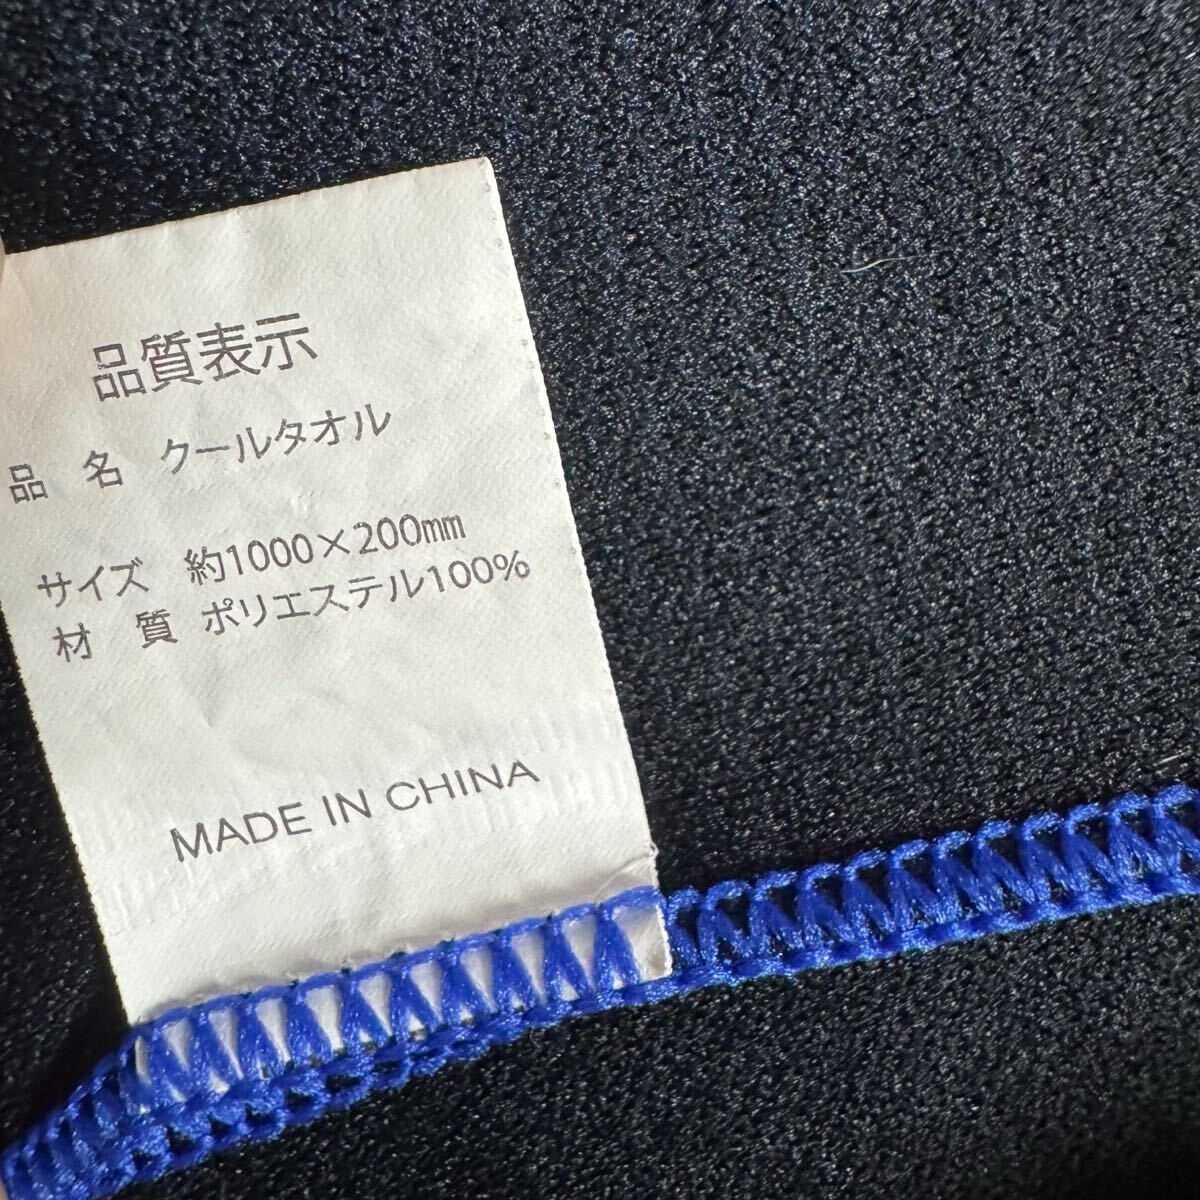 品質表示
品 名 クールタオル
サイズ 約1000×200mm
材 質 ポリエステル100%
MADE IN CHINA